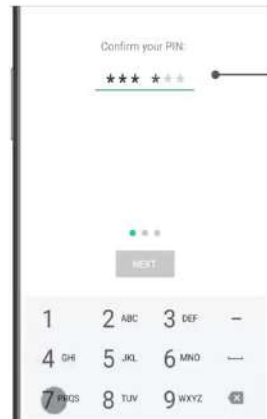 Confirm your PIN:
*** ***
NEXT
1 2 ABC 3 DEF -
4 GHI 5 JKL 6 MNO
7 PRQS 8 TUV 9 WXYZ